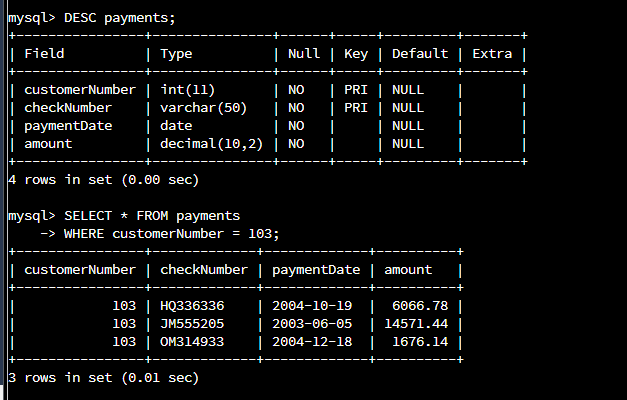 mysql> DESC payments;
+----------------+---------------+------+-----+---------+-------+
| Field          | Type          | Null | Key | Default | Extra |
+----------------+---------------+------+-----+---------+-------+
| customerNumber | int(11)       | NO   | PRI | NULL    |       |
| checkNumber    | varchar(50)   | NO   | PRI | NULL    |       |
| paymentDate    | date          | NO   |     | NULL    |       |
| amount         | decimal(10,2) | NO   |     | NULL    |       |
+----------------+---------------+------+-----+---------+-------+
4 rows in set (0.00 sec)
mysql> SELECT * FROM payments
    -> WHERE customerNumber = 103;
+----------------+-------------+-------------+----------+
| customerNumber | checkNumber | paymentDate | amount   |
+----------------+-------------+-------------+----------+
|            103 | HQ336336    | 2004-10-19  |  6066.78 |
|            103 | JM555205    | 2003-06-05  | 14571.44 |
|            103 | OM314933    | 2004-12-18  |  1676.14 |
+----------------+-------------+-------------+----------+
3 rows in set (0.01 sec)